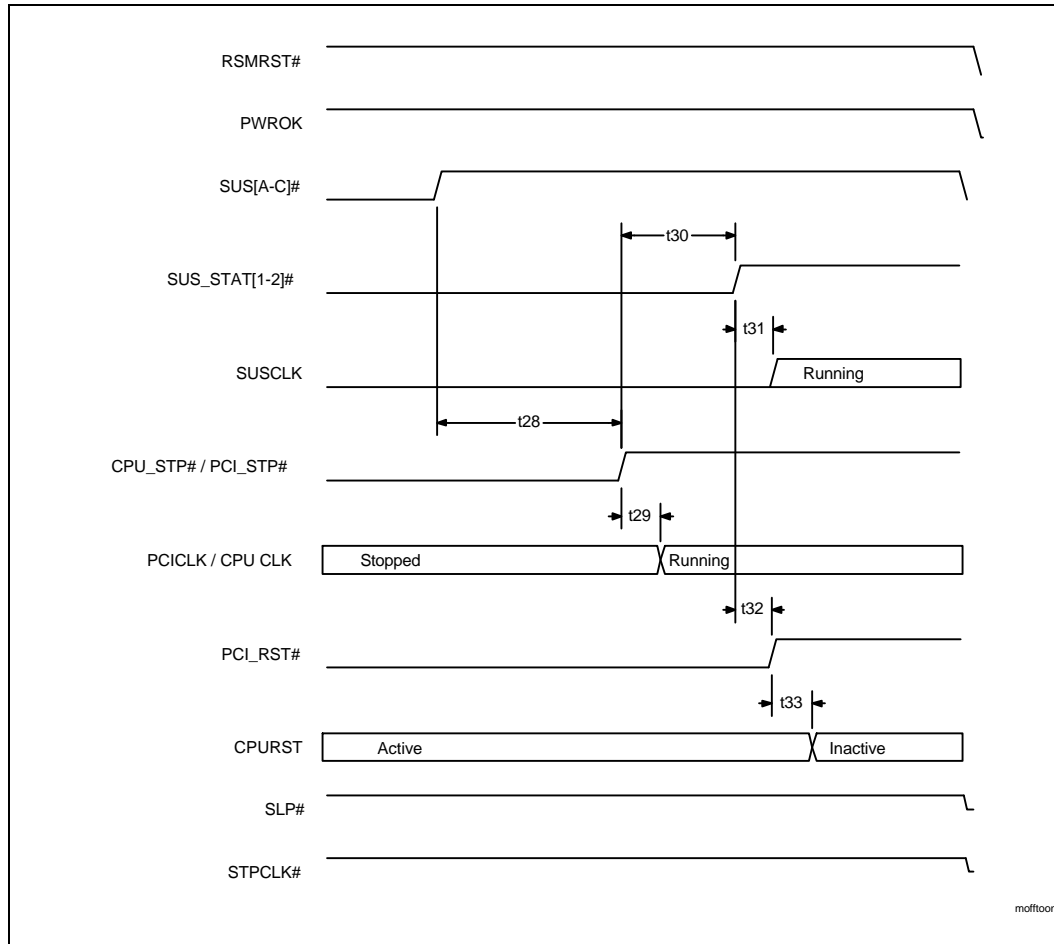 RSMRST#
PWROK
SUS[A-C]#
t30
SUS_STAT[1-2]#
t31
SUSCLK
Running
t28
CPU_STP# / PCI_STP#
t29
PCICLK / CPU CLK
Stopped
Running
t32
PCI_RST#
t33
CPURST
Active
Inactive
SLP#
STPCLK#